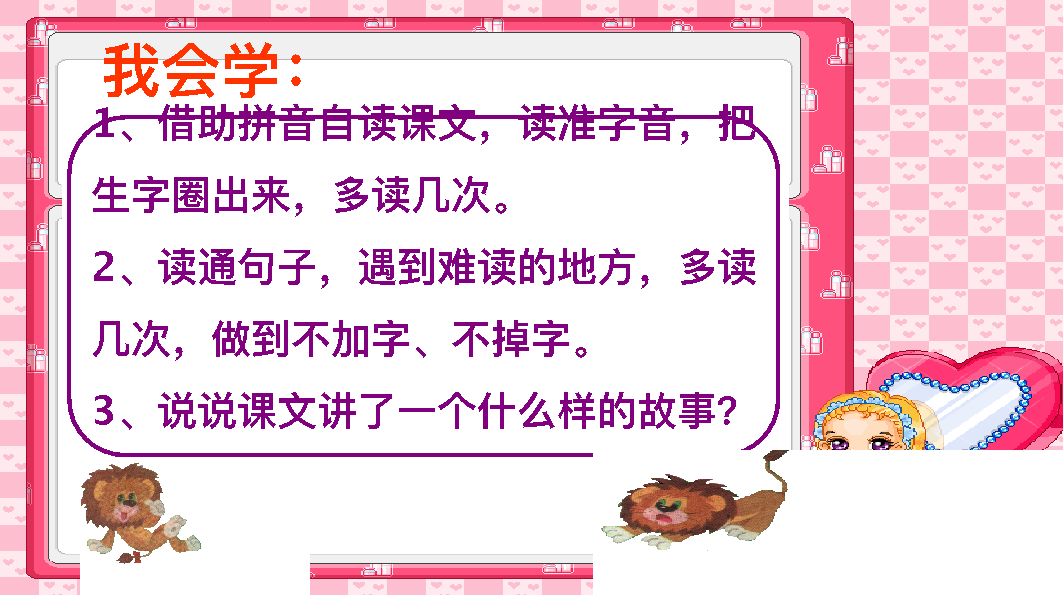 我会学：
1、借助拼音自读课文，读准字音，把
生字圈出来，多读几次。
2、读通句子，遇到难读的地方，多读
几次，做到不加字、不掉字。
3、说说课文讲了一个什么样的故事？